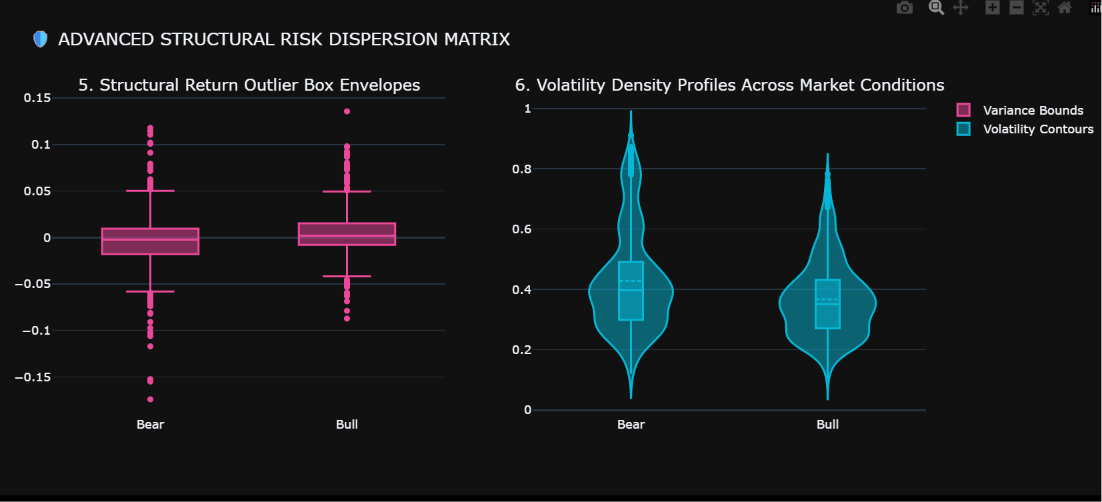 ADVANCED STRUCTURAL RISK DISPERSION MATRIX
5. Structural Return Outlier Box Envelopes
0.15
0.1
0.05
0
−0.05
−0.1
−0.15
Bear
Bull
6. Volatility Density Profiles Across Market Conditions
1
0.8
0.6
0.4
0.2
0
Bear
Bull
Variance Bounds
Volatility Contours